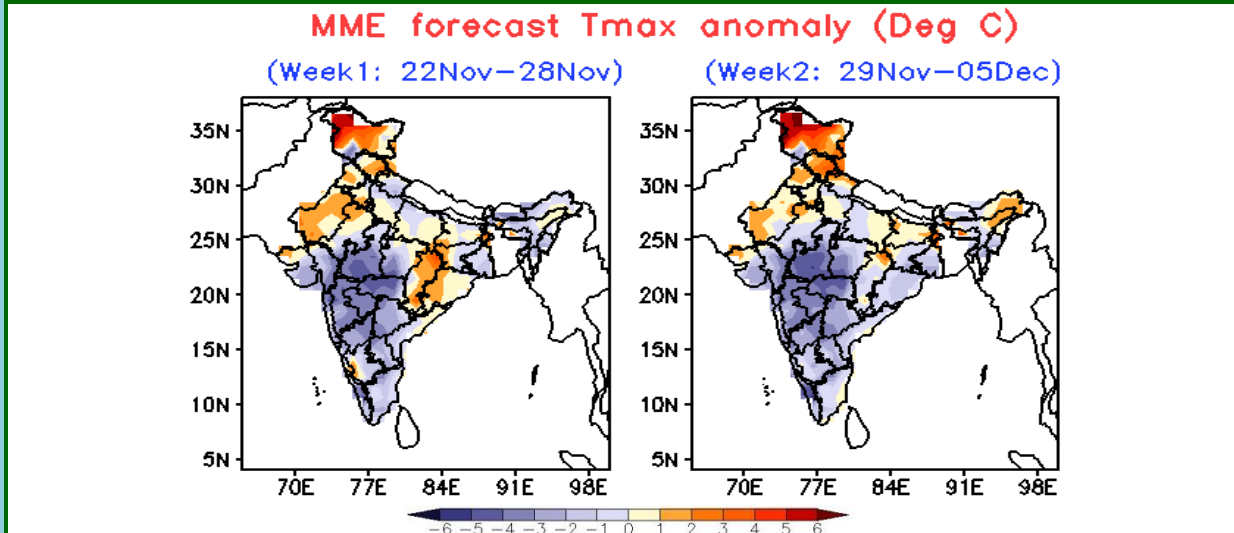 MME forecast Tmax anomaly (Deg C)
(Week1: 22Nov−28Nov)
(Week2: 29Nov−05Dec)
35N
30N
25N
20N
15N
10N
5N
70E 77E 84E 91E 98E
35N
30N
25N
20N
15N
10N
5N
70E 77E 84E 91E 98E
−6 −5 −4 −3 −2 −1 0 1 2 3 4 5 6